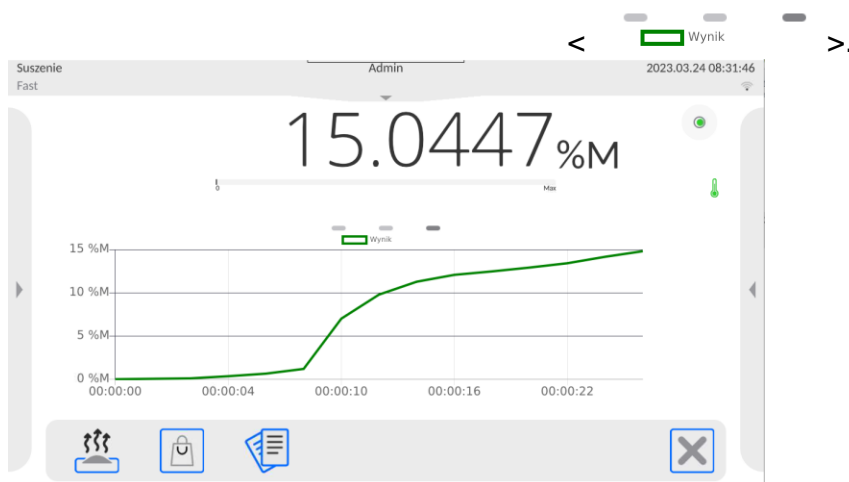 < Wynik >.
Suszenie Admin 2023.03.24 08:31:46
Fast
15.0447%M
0 Max
Wynik
15 %M
10 %M
5 %M
0 %M
00:00:00 00:00:04 00:00:10 00:00:16 00:00:22